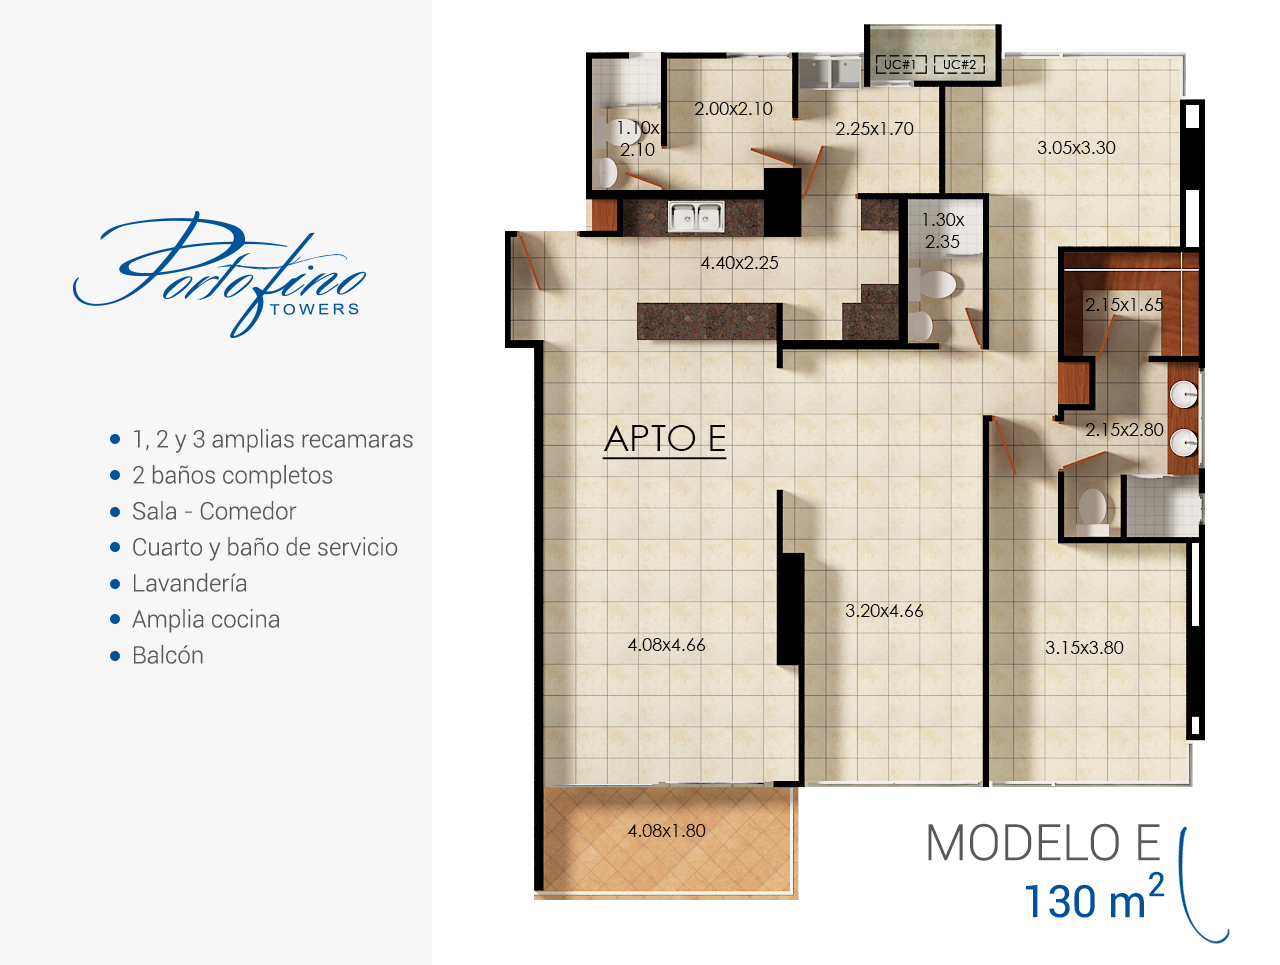 Portofino
TOWERS
1, 2 y 3 amplias recamaras
2 baños completos
Sala - Comedor
Cuarto y baño de servicio
Lavandería
Amplia cocina
Balcón
UC#1
UC#2
2.00x2.10
1.10x
2.10
2.25x1.70
3.05x3.30
1.30x
2.35
4.40x2.25
2.15x1.65
APTO E
2.15x2.80
3.20x4.66
4.08x4.66
3.15x3.80
4.08x1.80
MODELO E
130 m²